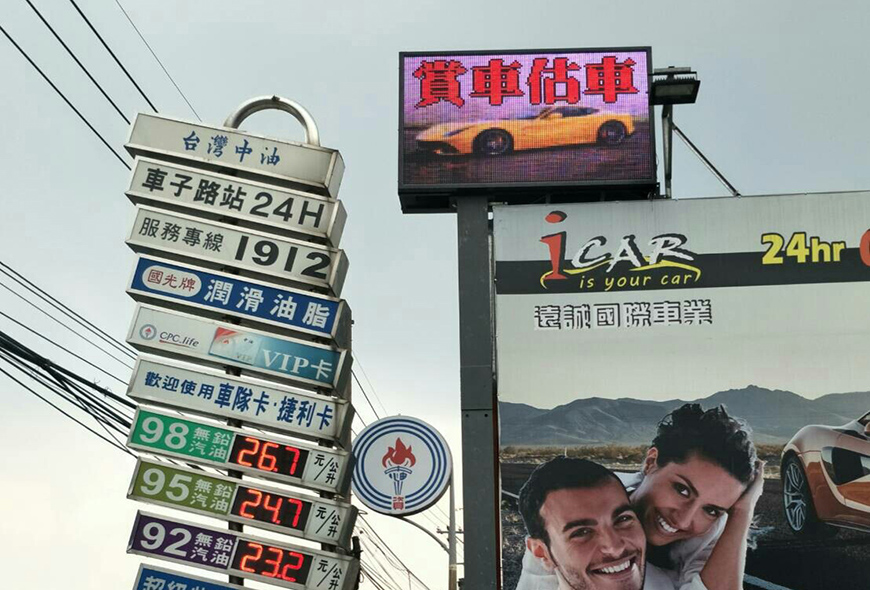 台灣中油
車子路站24H
服務專線 1912
國光牌 潤滑油脂
CPC.life VIP VIP卡
歡迎使用車隊卡·捷利卡
98 無鉛汽油 26.7 元/公升
95 無鉛汽油 24.7 元/公升
92 無鉛汽油 23.2 元/公升
超級
賞車估車
iCAR
is your car
24hr
遠誠國際車業